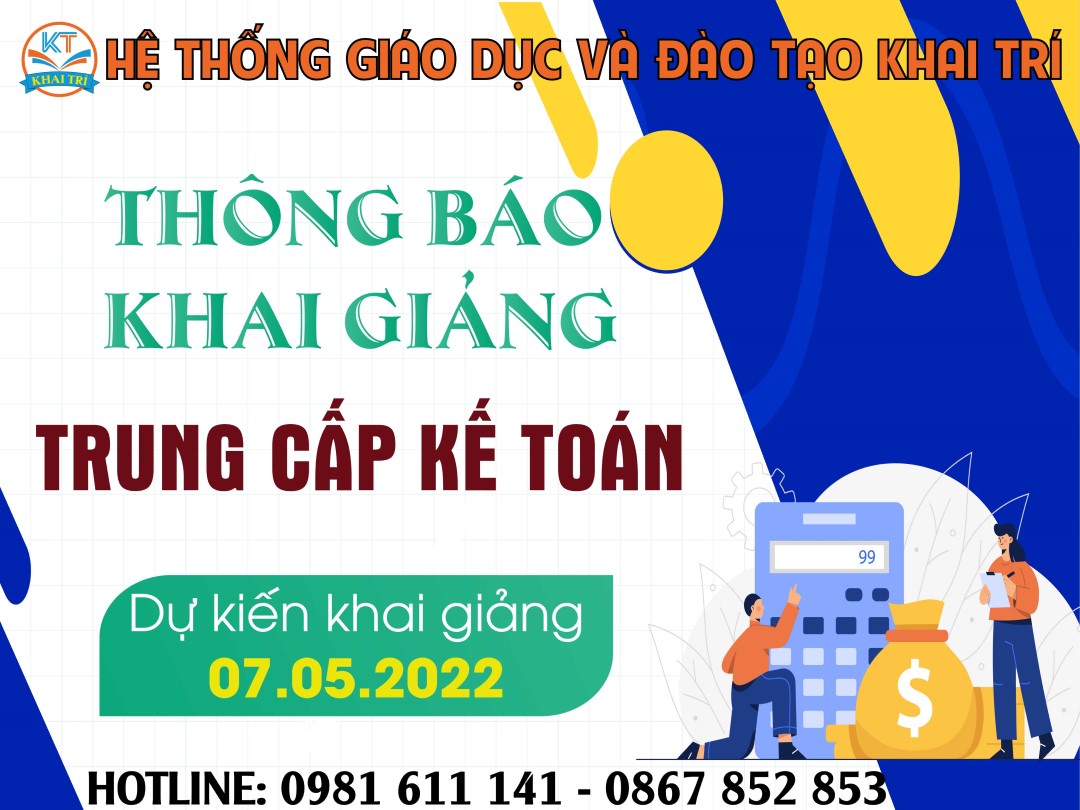 KT
KHAI TRI
HỆ THỐNG GIÁO DỤC VÀ ĐÀO TẠO KHAI TRÍ
THÔNG BÁO
KHAI GIẢNG
TRUNG CẤP KẾ TOÁN
99
$
Dự kiến khai giảng
07.05.2022
HOTLINE: 0981 611 141 - 0867 852 853